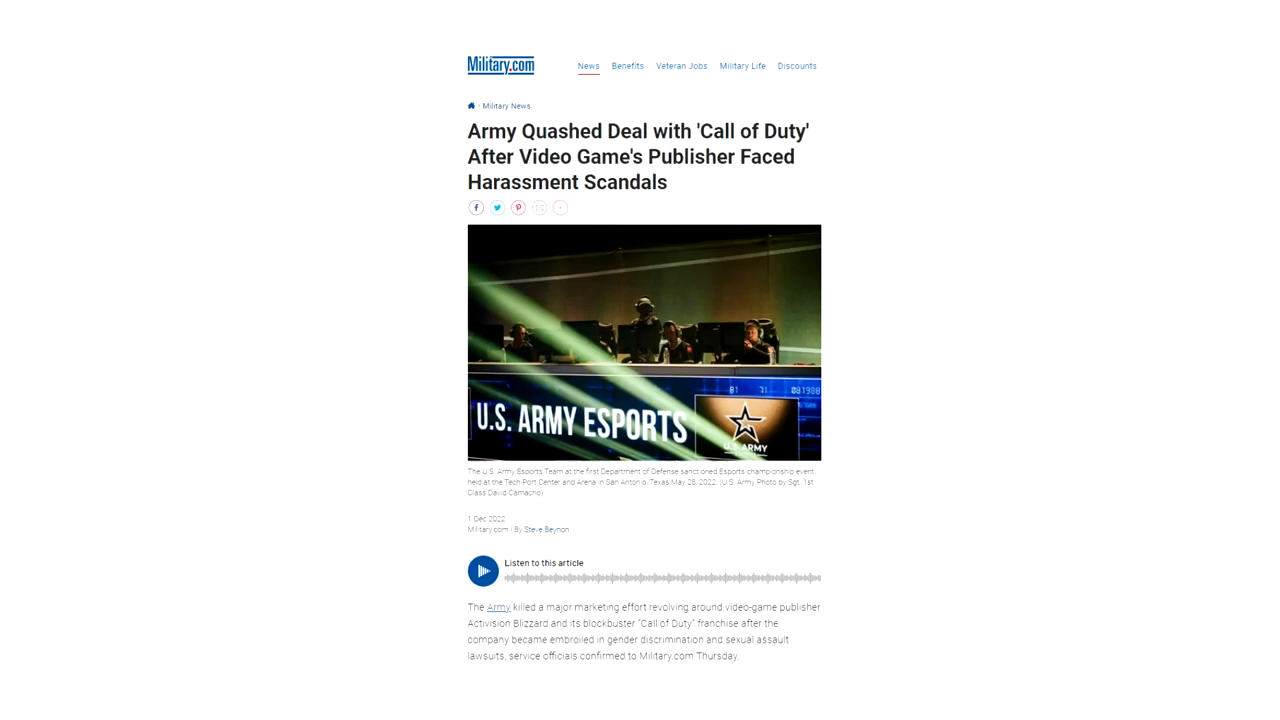 Military.com
News Benefits Veteran Jobs Military Life Discounts
Military News
Army Quashed Deal with 'Call of Duty'
After Video Game's Publisher Faced
Harassment Scandals
81 71 081988
U.S. ARMY ESPORTS
U.S. ARMY
The U.S. Army Esports Team at the first Department of Defense sanctioned Esports championship event
held at the Tech Port Center and Arena in San Antonio, Texas May 28, 2022. (U.S. Army Photo by Sgt. 1st
Class David Camacho)
1 Dec 2022
Military.com | By Steve Beynon
Listen to this article
The Army killed a major marketing effort revolving around video-game publisher
Activision Blizzard and its blockbuster “Call of Duty” franchise after the
company became embroiled in gender discrimination and sexual assault
lawsuits, service officials confirmed to Military.com Thursday.